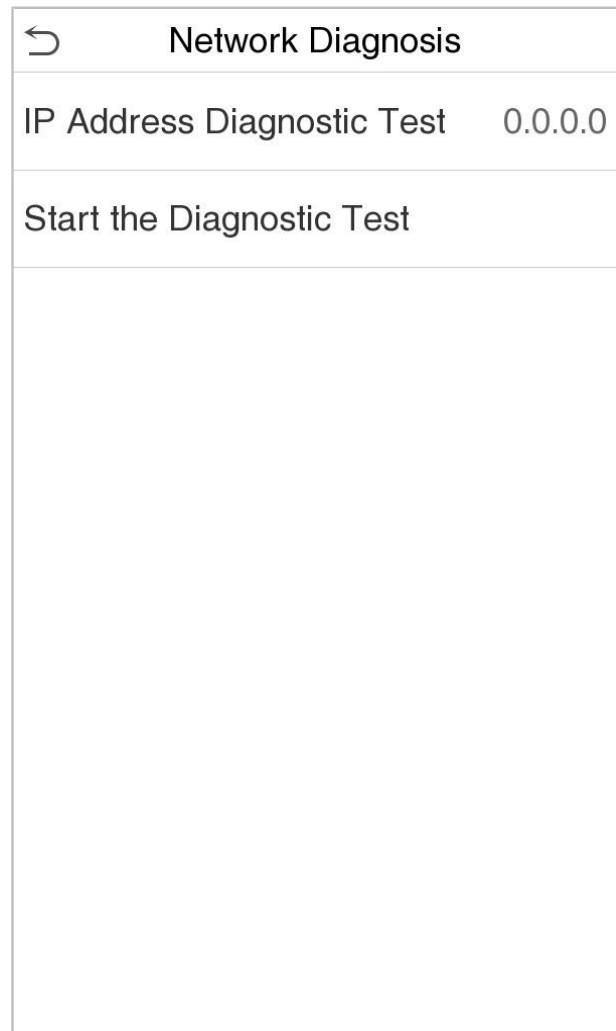 Network Diagnosis
IP Address Diagnostic Test 0.0.0.0
Start the Diagnostic Test